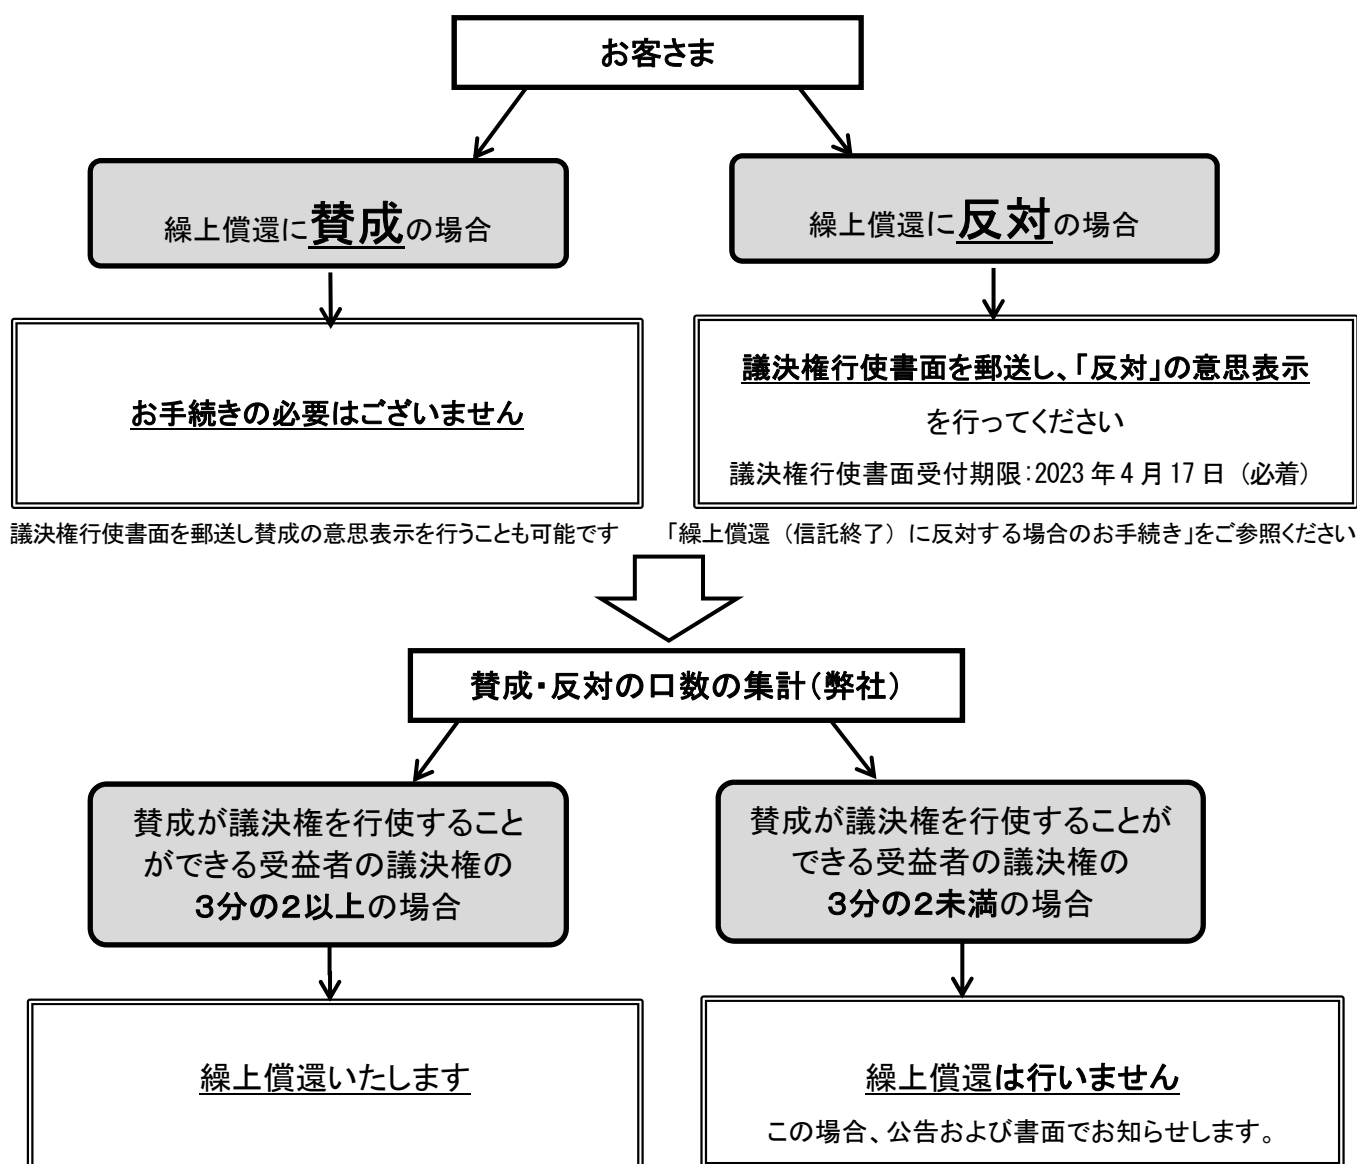 お客さま
繰上償還に賛成の場合
繰上償還に反対の場合
お手続きの必要はございません
議決権行使書面を郵送し、「反対」の意思表示
を行ってください
議決権行使書面受付期限：2023 年 4 月 17 日（必着）
議決権行使書面を郵送し賛成の意思表示を行うことも可能です
「繰上償還（信託終了）に反対する場合のお手続き」をご参照ください
賛成・反対の口数の集計（弊社）
賛成が議決権を行使すること
ができる受益者の議決権の
３分の２以上の場合
賛成が議決権を行使することが
できる受益者の議決権の
３分の２未満の場合
繰上償還いたします
繰上償還は行いません
この場合、公告および書面でお知らせします。